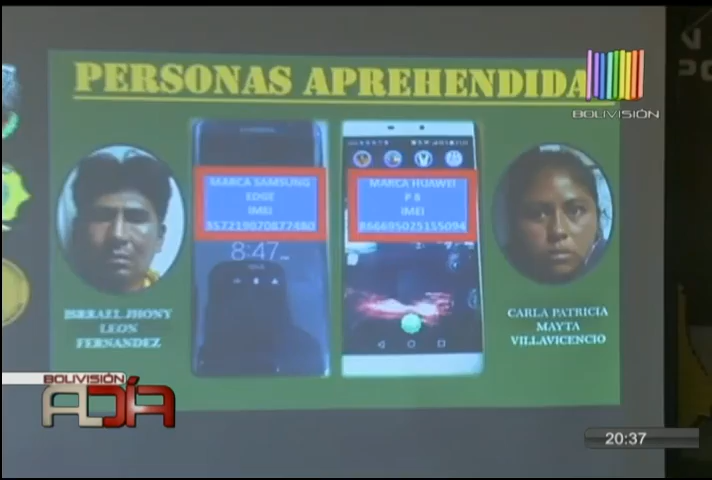 PERSONAS APREHENDIDA
BOLIVISIÓN
MARCA SAMSUNG
EDGE
IMEI
357219070877480
8:47
MARCA HUAWEI
P 8
IMEI
866695025155094
ISRRAEL JHONY
LEON
FERNANDEZ
CARLA PATRICIA
MAYTA
VILLAVICENCIO
BOLIVISIÓN
ADÍA
20:37